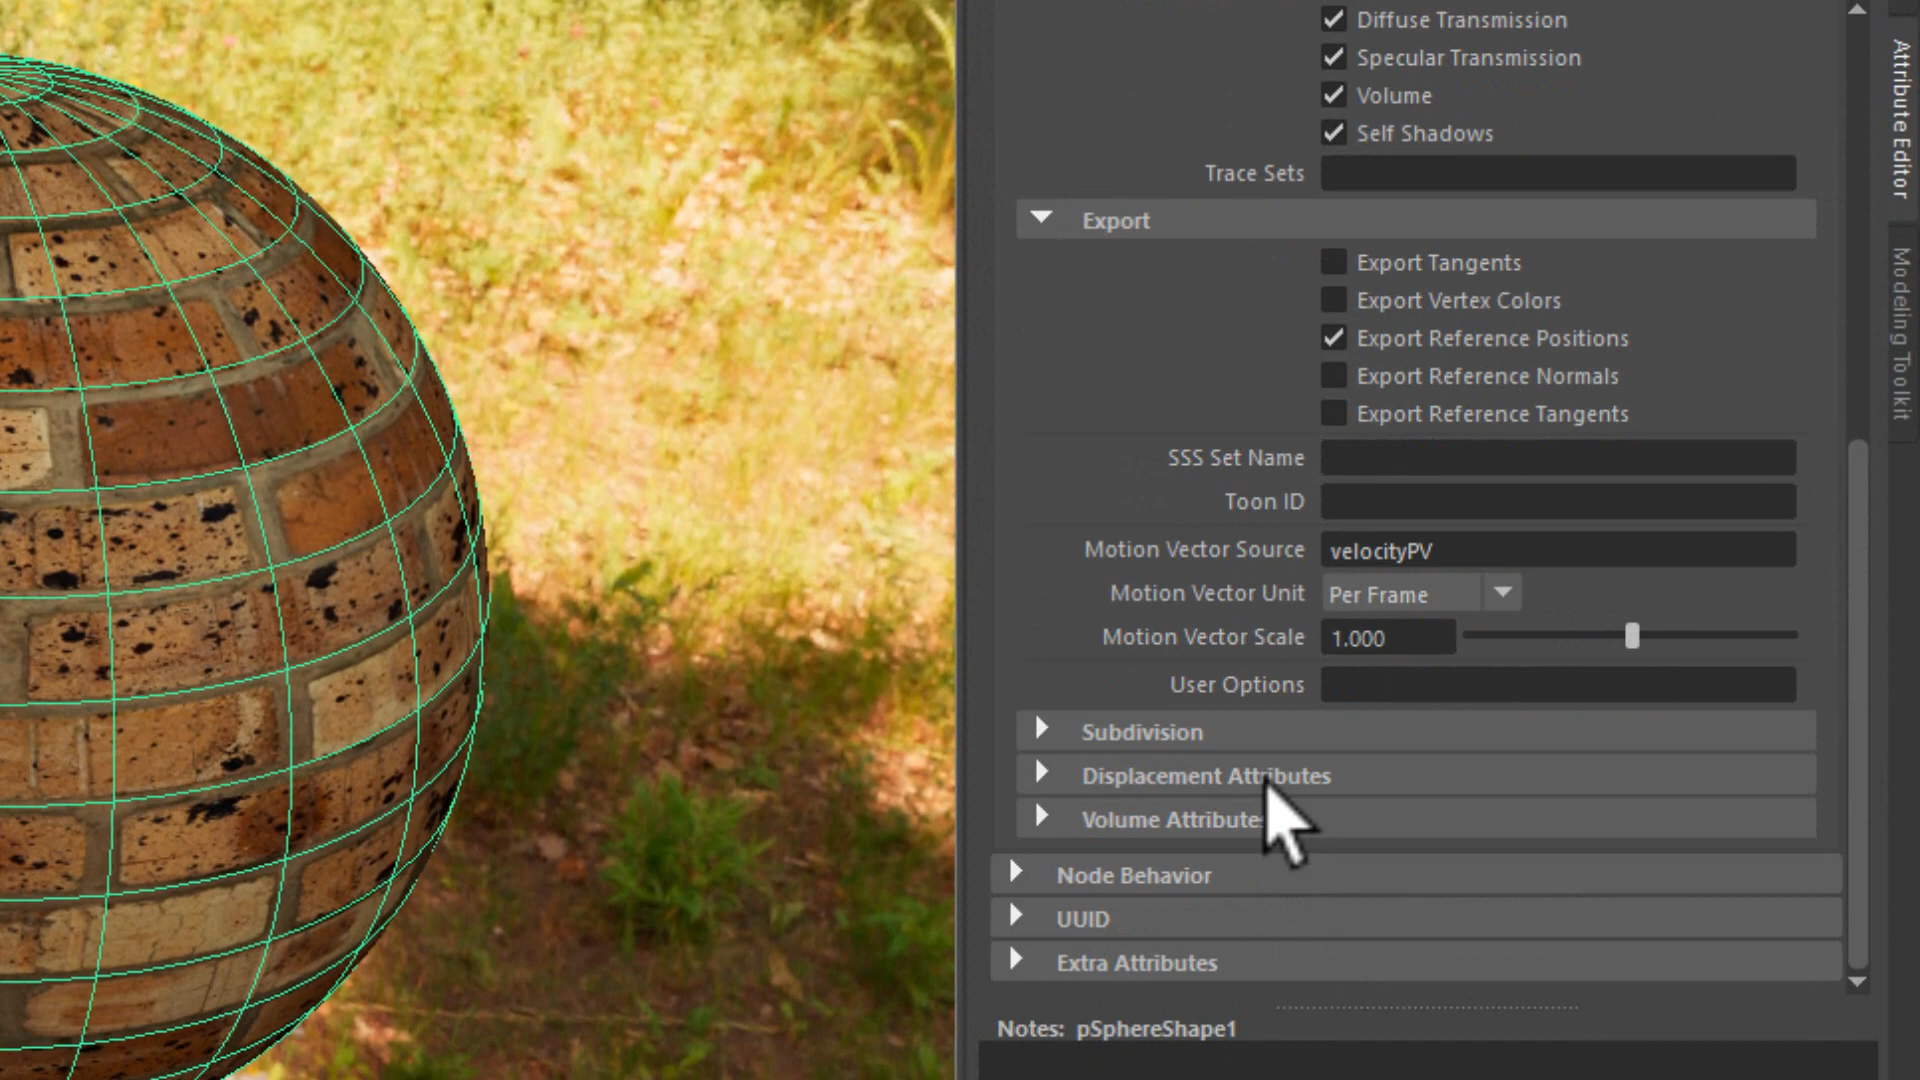 Diffuse Transmission
Specular Transmission
Volume
Self Shadows
Trace Sets
Export
Export Tangents
Export Vertex Colors
Export Reference Positions
Export Reference Normals
Export Reference Tangents
SSS Set Name
Toon ID
Motion Vector Source velocityPV
Motion Vector Unit Per Frame
Motion Vector Scale 1.000
User Options
Subdivision
Displacement Attributes
Volume Attributes
Node Behavior
UUID
Extra Attributes
Notes: pSphereShape1
Attribute Editor
Modeling Toolkit